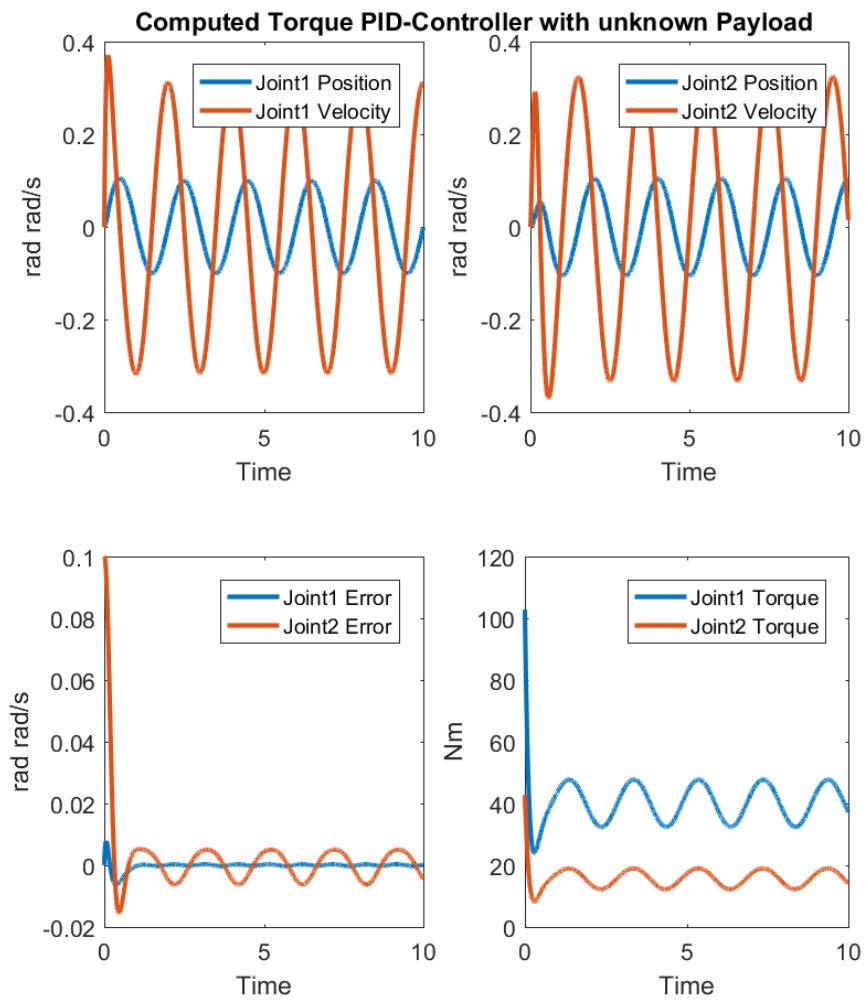 Computed Torque PID-Controller with unknown Payload
0.4
0.2
0
-0.2
-0.4
rad rad/s
Joint1 Position
Joint1 Velocity
0
5
10
Time
0.4
0.2
0
-0.2
-0.4
rad rad/s
Joint2 Position
Joint2 Velocity
0
5
10
Time
0.1
0.08
0.06
0.04
0.02
0
-0.02
rad rad/s
Joint1 Error
Joint2 Error
0
5
10
Time
120
100
80
60
40
20
0
Nm
Joint1 Torque
Joint2 Torque
0
5
10
Time